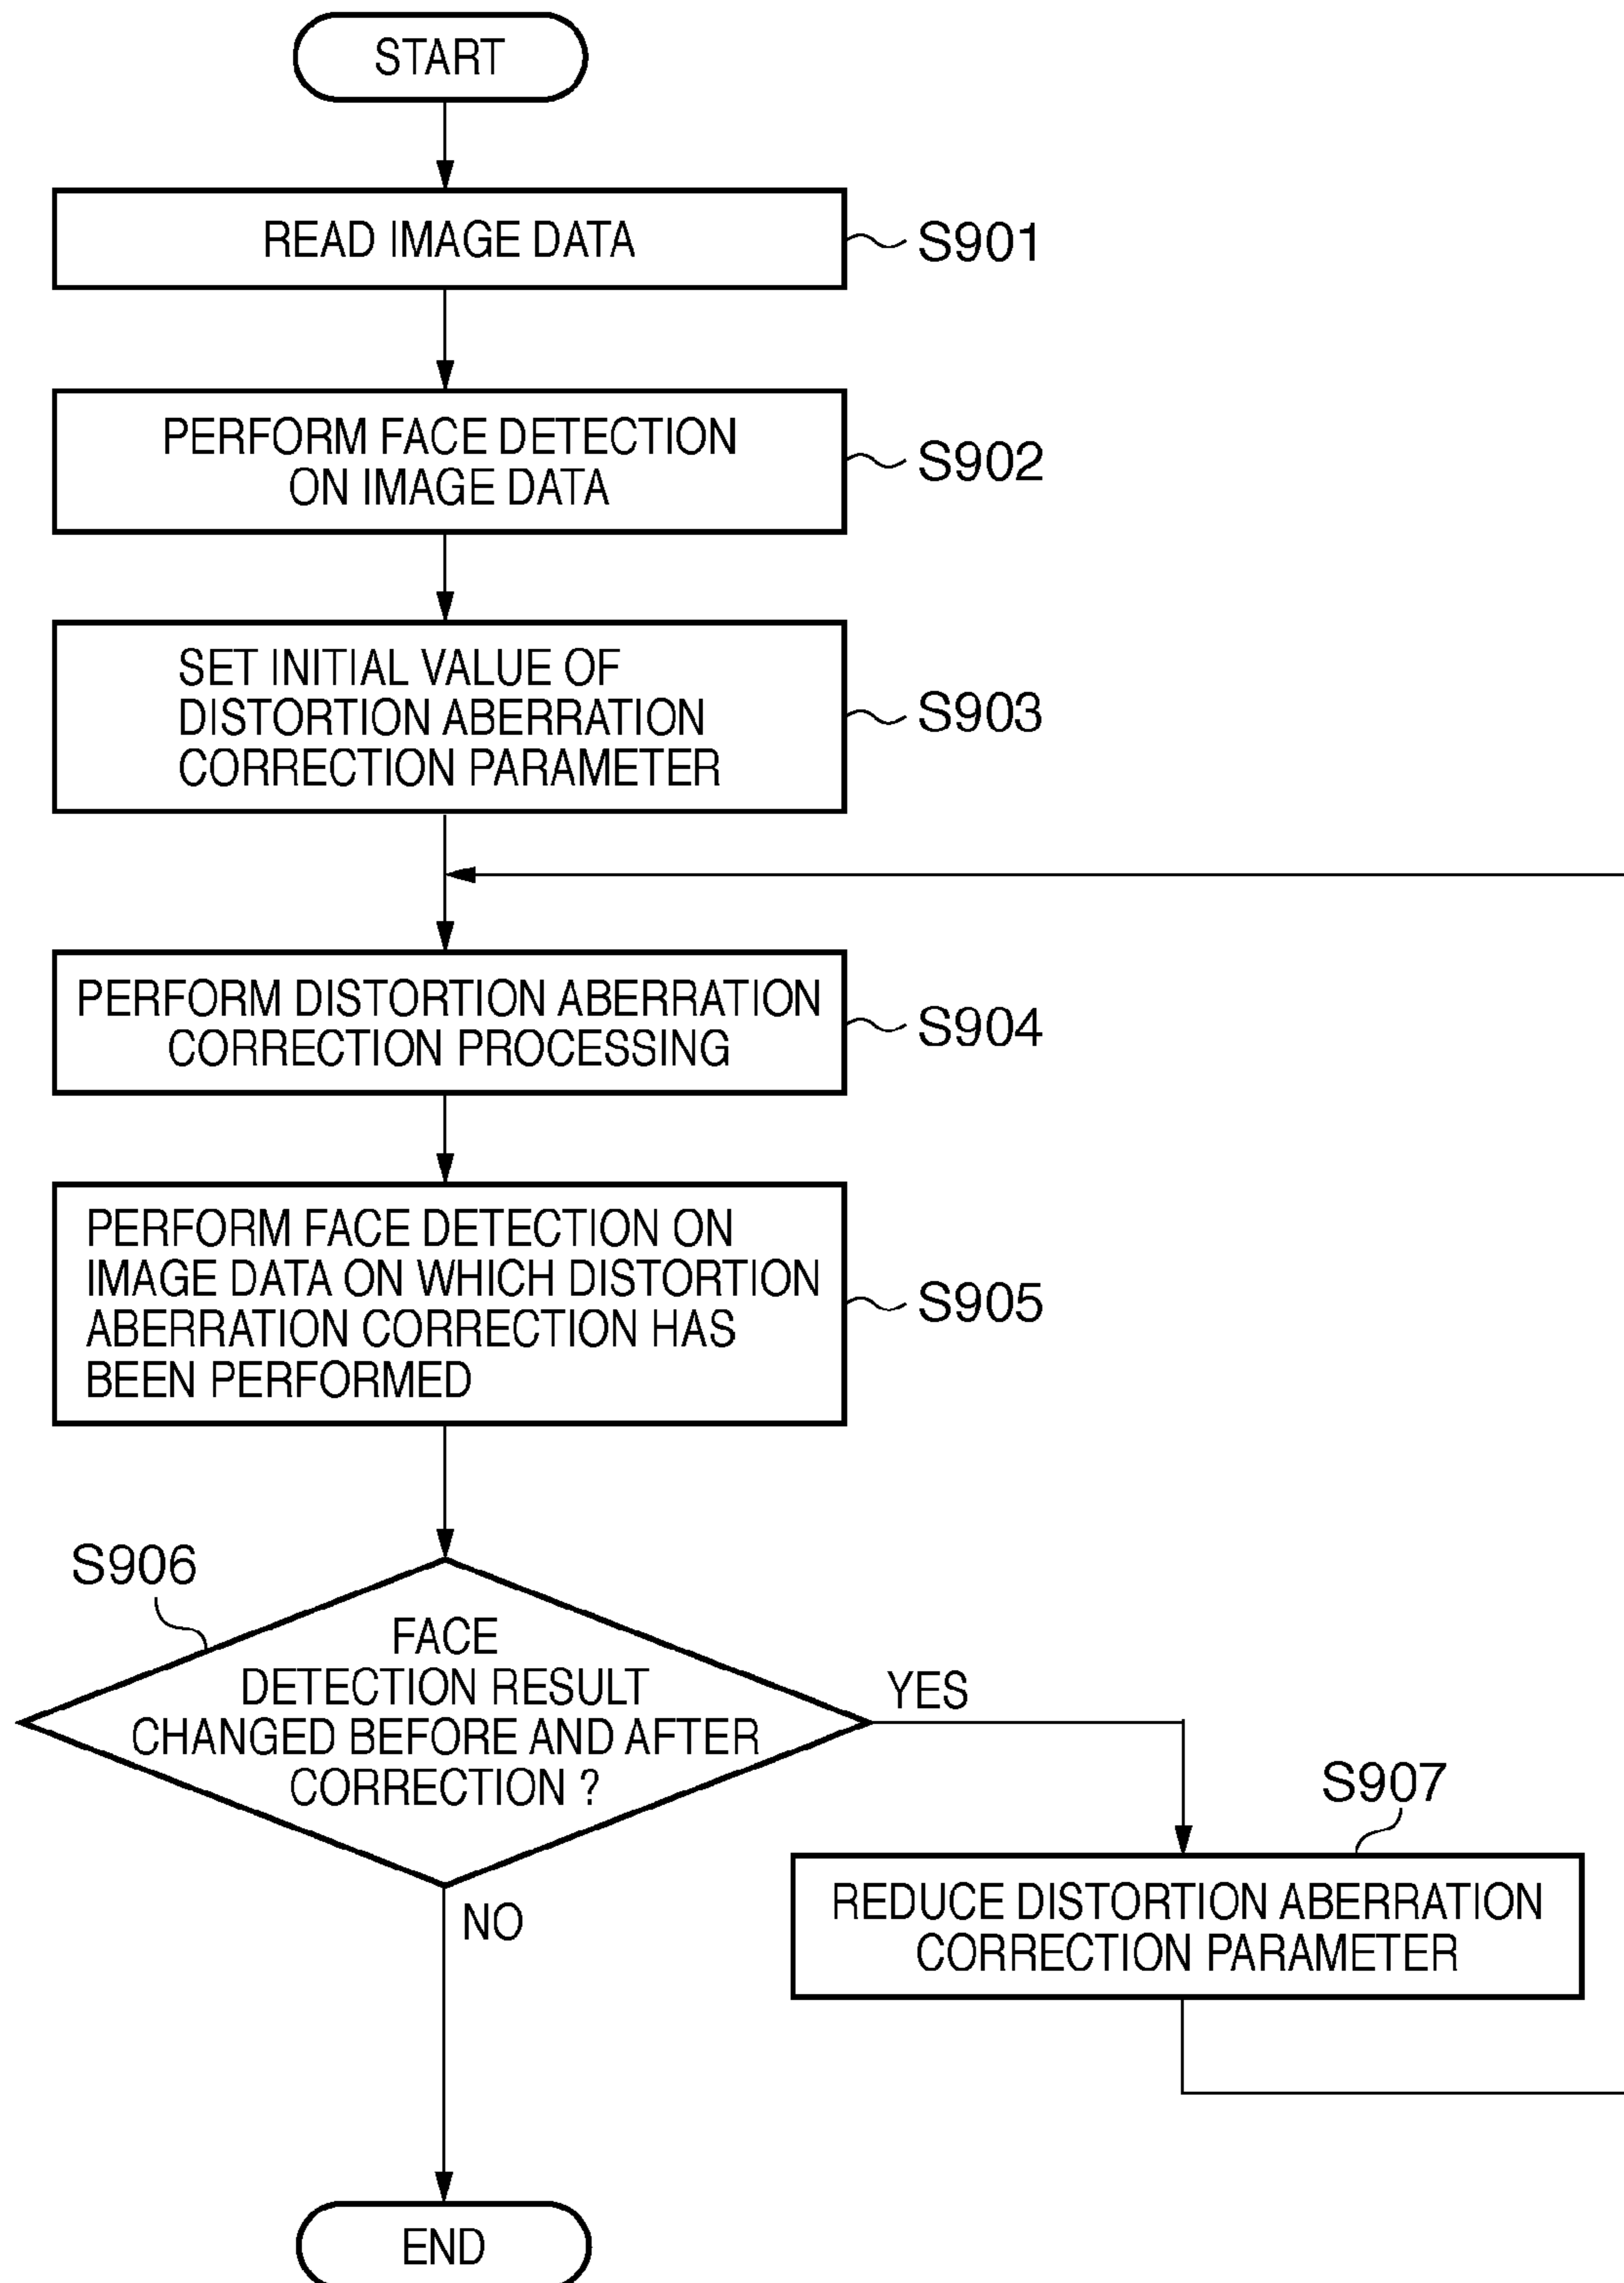 START
READ IMAGE DATA
S901
PERFORM FACE DETECTION
ON IMAGE DATA
S902
SET INITIAL VALUE OF
DISTORTION ABERRATION
CORRECTION PARAMETER
S903
PERFORM DISTORTION ABERRATION
CORRECTION PROCESSING
S904
PERFORM FACE DETECTION ON
IMAGE DATA ON WHICH DISTORTION
ABERRATION CORRECTION HAS
BEEN PERFORMED
S905
S906
FACE
DETECTION RESULT
CHANGED BEFORE AND AFTER
CORRECTION ?
YES
S907
REDUCE DISTORTION ABERRATION
CORRECTION PARAMETER
NO
END